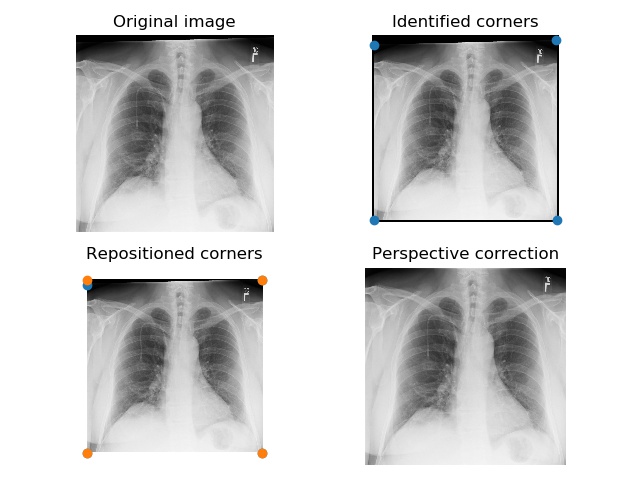 Original image
Identified corners
Repositioned corners
Perspective correction